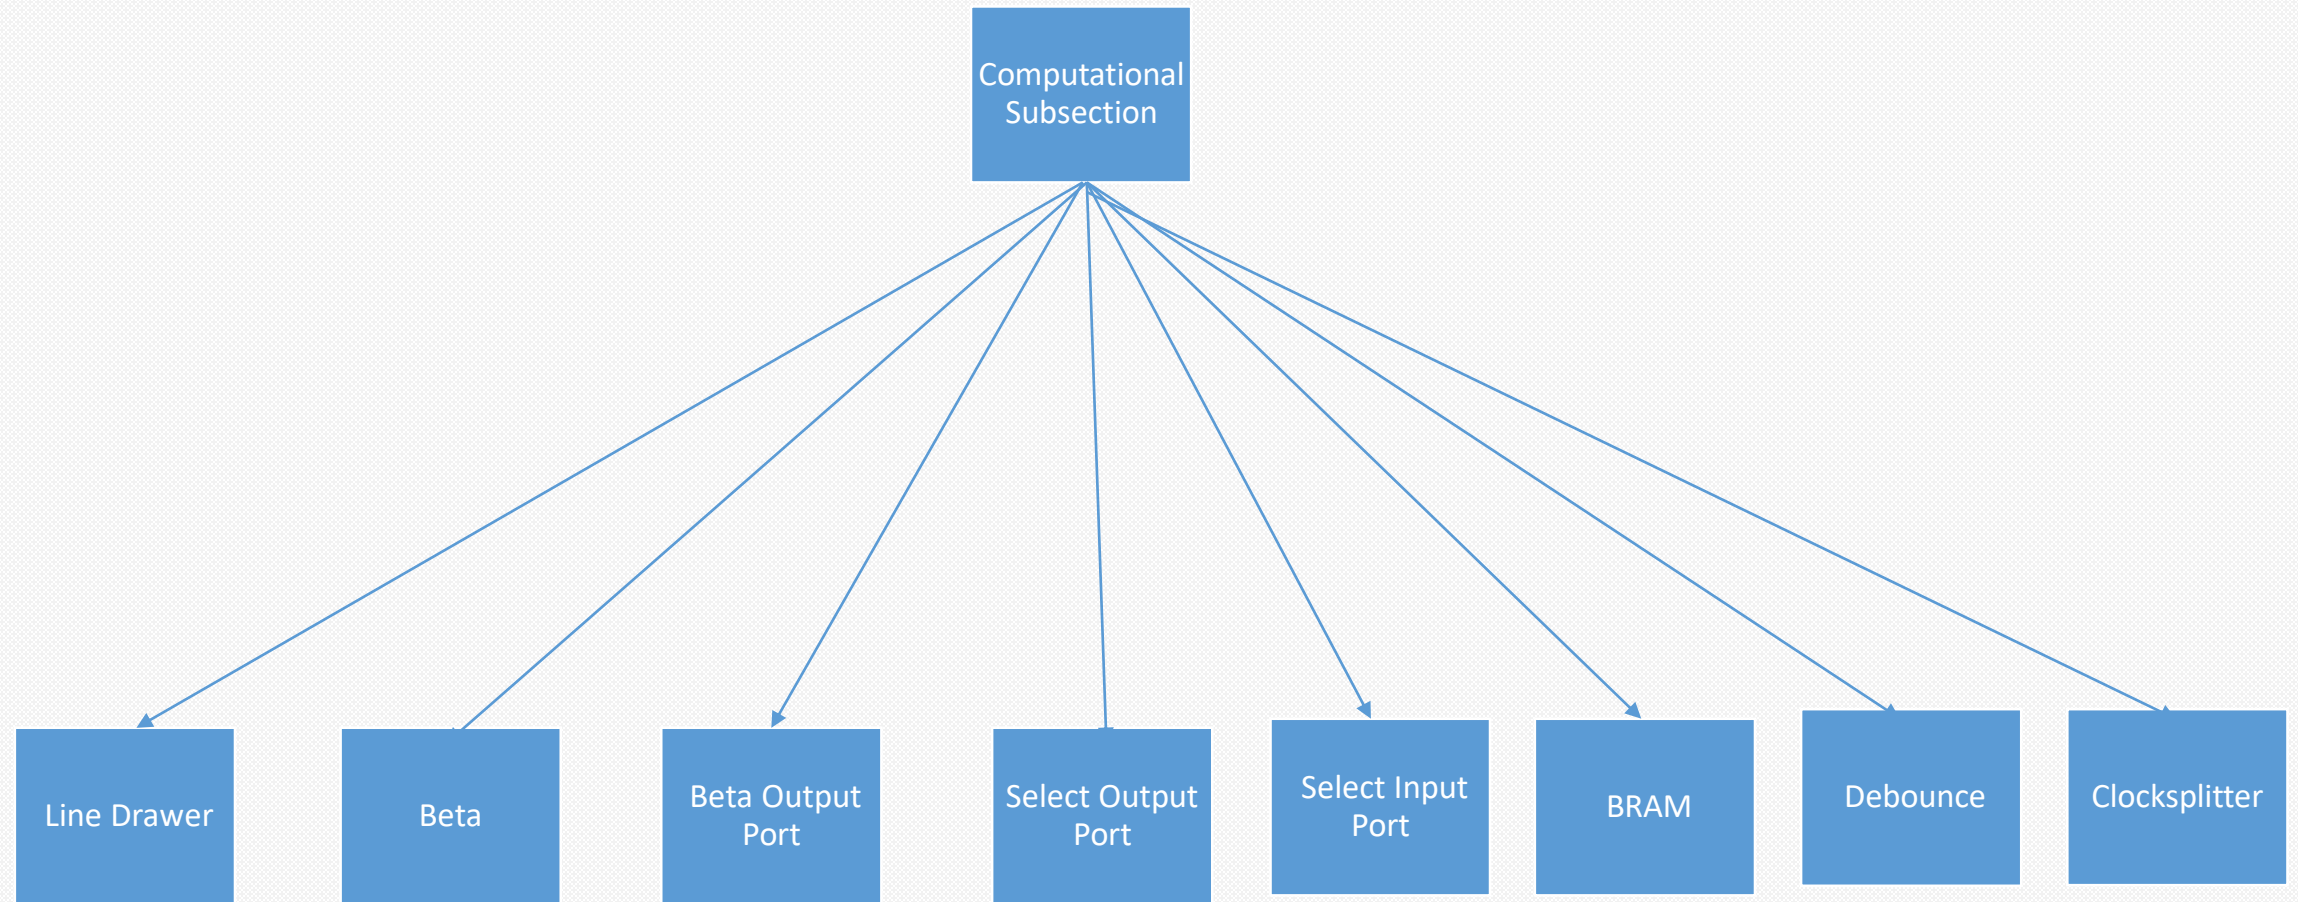 Computational
Subsection
Line Drawer
Beta
Beta Output
Port
Select Output
Port
Select Input
Port
BRAM
Debounce
Clocksplitter